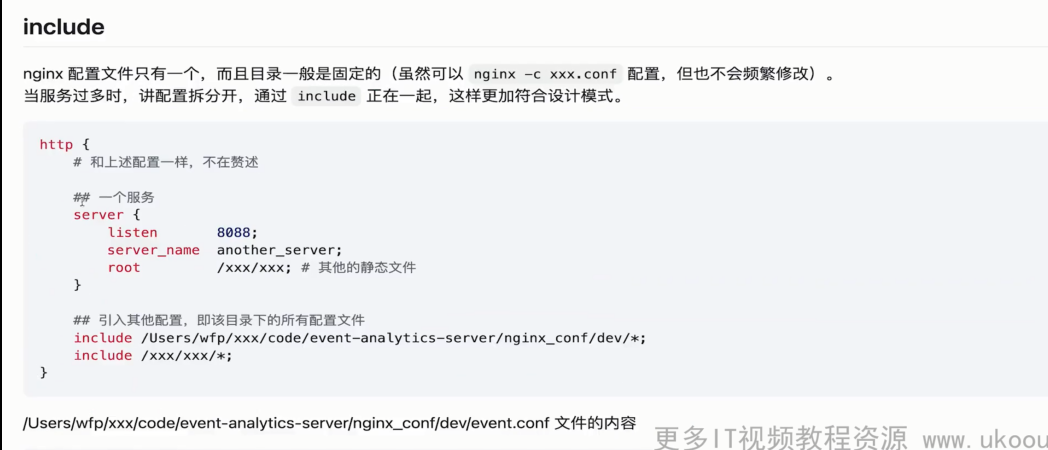 include
nginx 配置文件只有一个，而且目录一般是固定的（虽然可以 nginx -c xxx.conf 配置，但也不会频繁修改）。
当服务过多时，讲配置拆分开，通过 include 正在一起，这样更加符合设计模式。
http {
# 和上述配置一样，不在赘述
## 一个服务
server {
listen 8088;
server_name another_server;
root /xxx/xxx; # 其他的静态文件
}
## 引入其他配置，即该目录下的所有配置文件
include /Users/wfp/xxx/code/event-analytics-server/nginx_conf/dev/*;
include /xxx/xxx/*;
}
/Users/wfp/xxx/code/event-analytics-server/nginx_conf/dev/event.conf 文件的内容
更多IT视频教程资源 www.ukoou